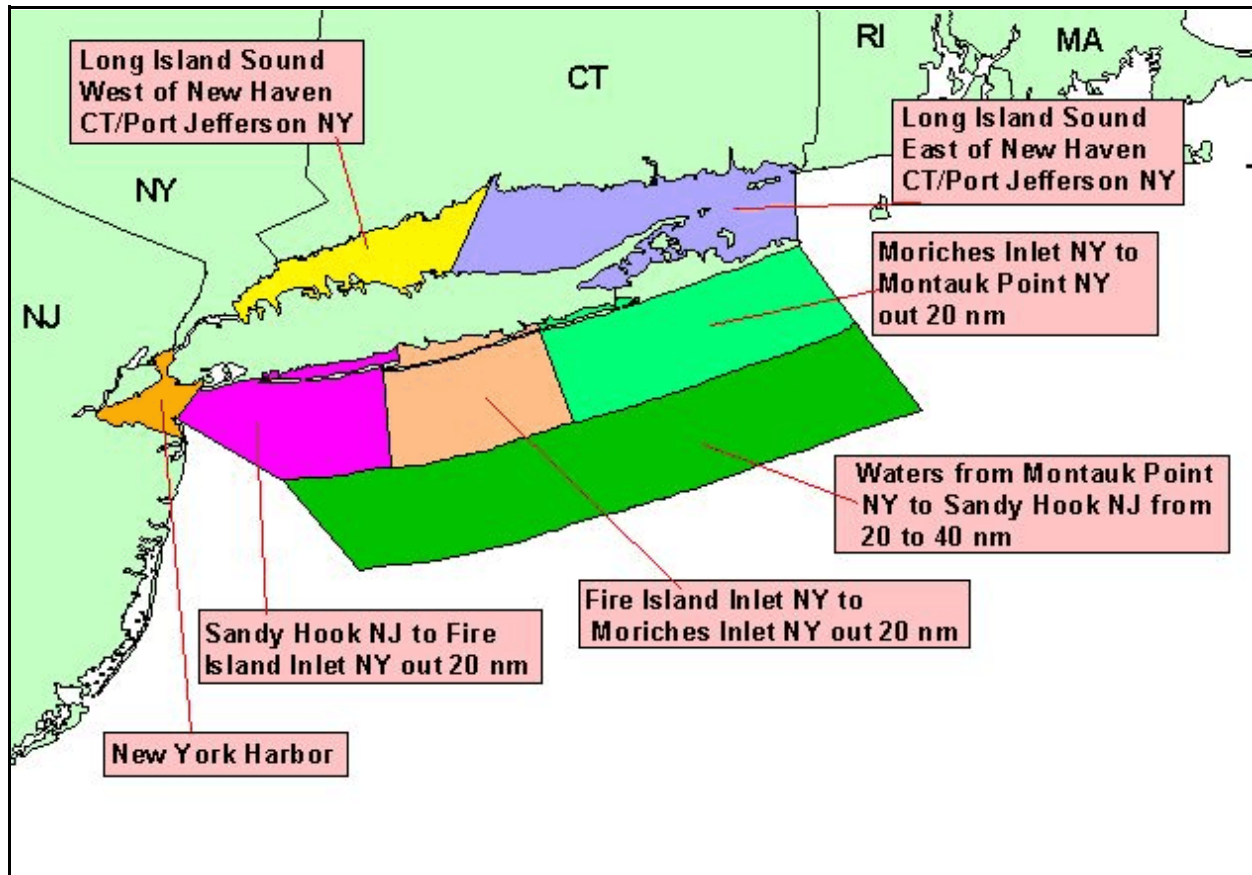 RI
MA
CT
NY
NJ
Long Island Sound
West of New Haven
CT/Port Jefferson NY
Long Island Sound
East of New Haven
CT/Port Jefferson NY
Moriches Inlet NY to
Montauk Point NY
out 20 nm
Waters from Montauk Point
NY to Sandy Hook NJ from
20 to 40 nm
Fire Island Inlet NY to
Moriches Inlet NY out 20 nm
Sandy Hook NJ to Fire
Island Inlet NY out 20 nm
New York Harbor